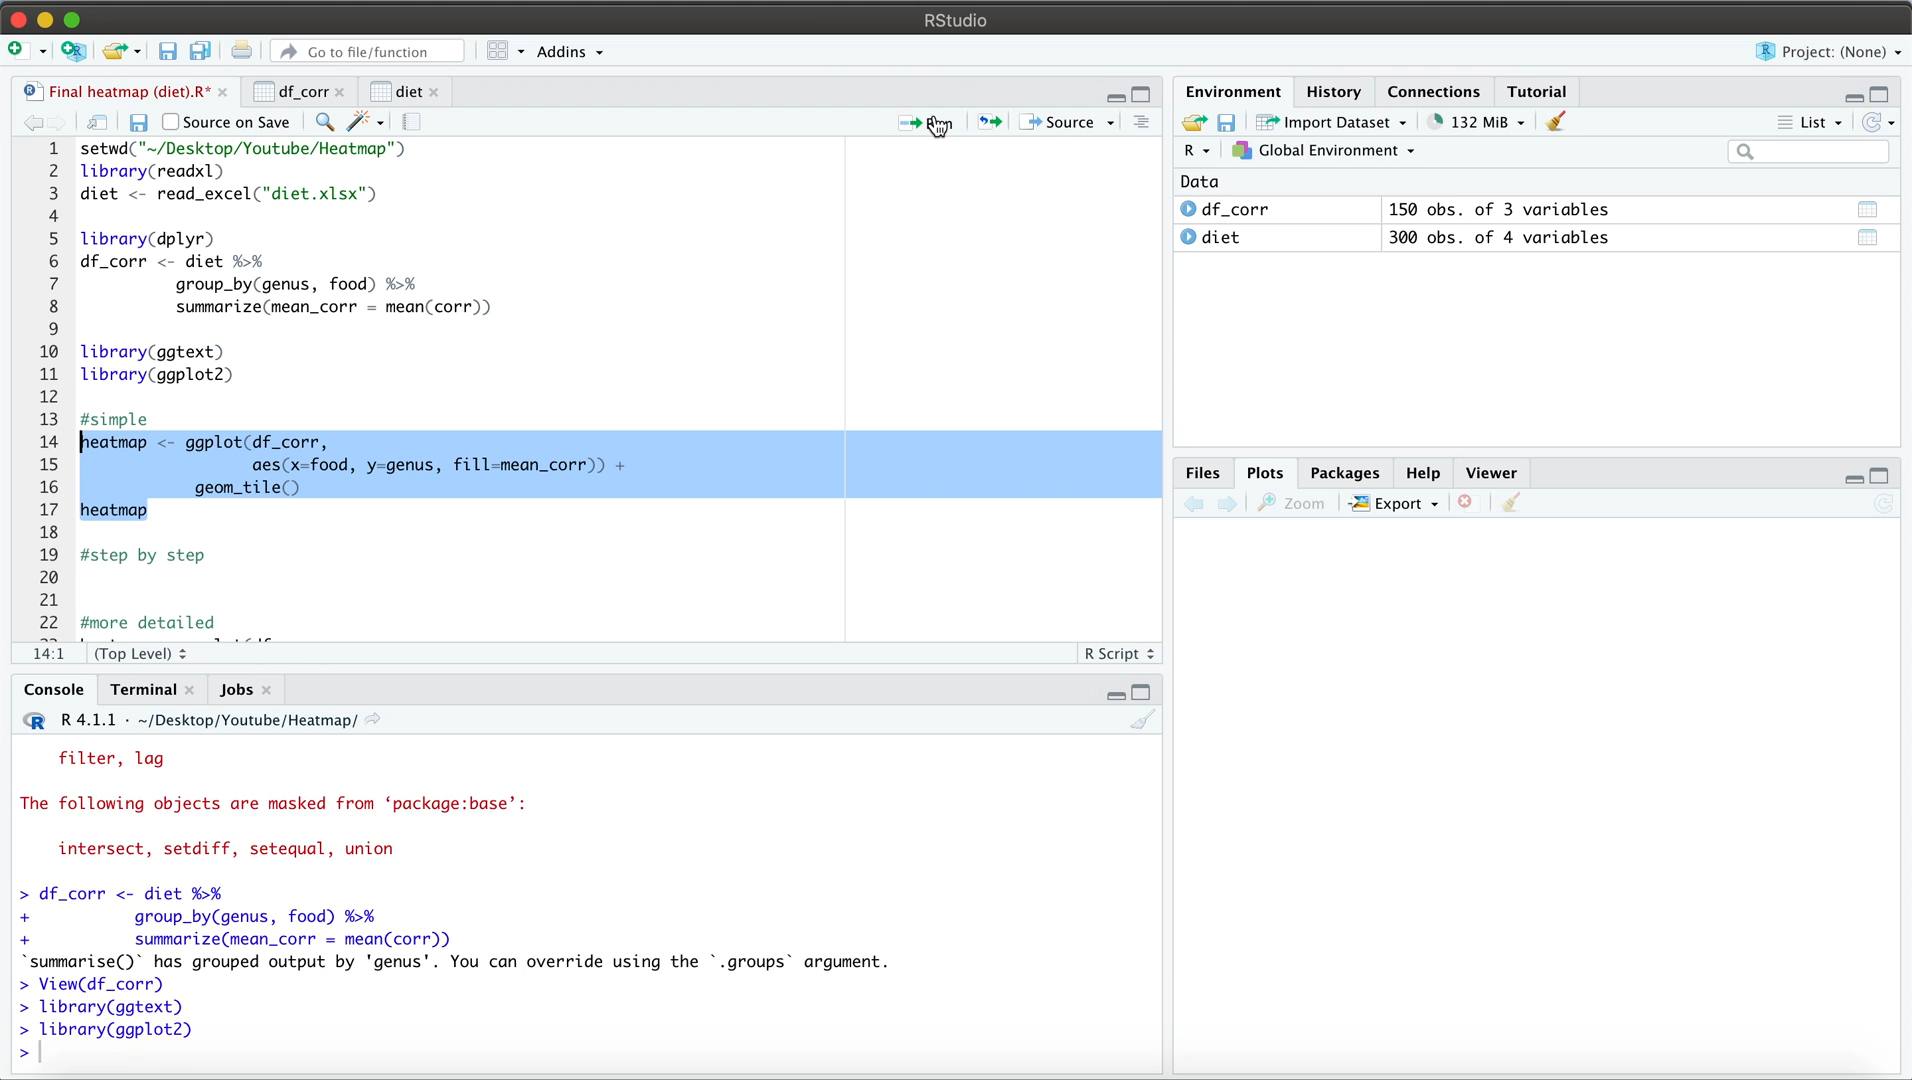 RStudio
Go to file/function
Addins
Project: (None)
Final heatmap (diet).R*
df_corr
diet
Source on Save
Source
1 setwd("~/Desktop/Youtube/Heatmap")
2 library(readxl)
3 diet <- read_excel("diet.xlsx")
4
5 library(dplyr)
6 df_corr <- diet %>%
7 group_by(genus, food) %>%
8 summarize(mean_corr = mean(corr))
9
10 library(ggtext)
11 library(ggplot2)
12
13 #simple
14 heatmap <- ggplot(df_corr,
15 aes(x=food, y=genus, fill=mean_corr)) +
16 geom_tile()
17 heatmap
18
19 #step by step
20
21
22 #more detailed
14:1 (Top Level) R Script
Console Terminal Jobs
R 4.1.1 · ~/Desktop/Youtube/Heatmap/
filter, lag
The following objects are masked from ‘package:base’:
intersect, setdiff, setequal, union
> df_corr <- diet %>%
+ group_by(genus, food) %>%
+ summarize(mean_corr = mean(corr))
`summarise()` has grouped output by 'genus'. You can override using the `.groups` argument.
> View(df_corr)
> library(ggtext)
> library(ggplot2)
>
Environment History Connections Tutorial
Import Dataset 132 MiB List
R Global Environment
Data
df_corr 150 obs. of 3 variables
diet 300 obs. of 4 variables
Files Plots Packages Help Viewer
Zoom Export